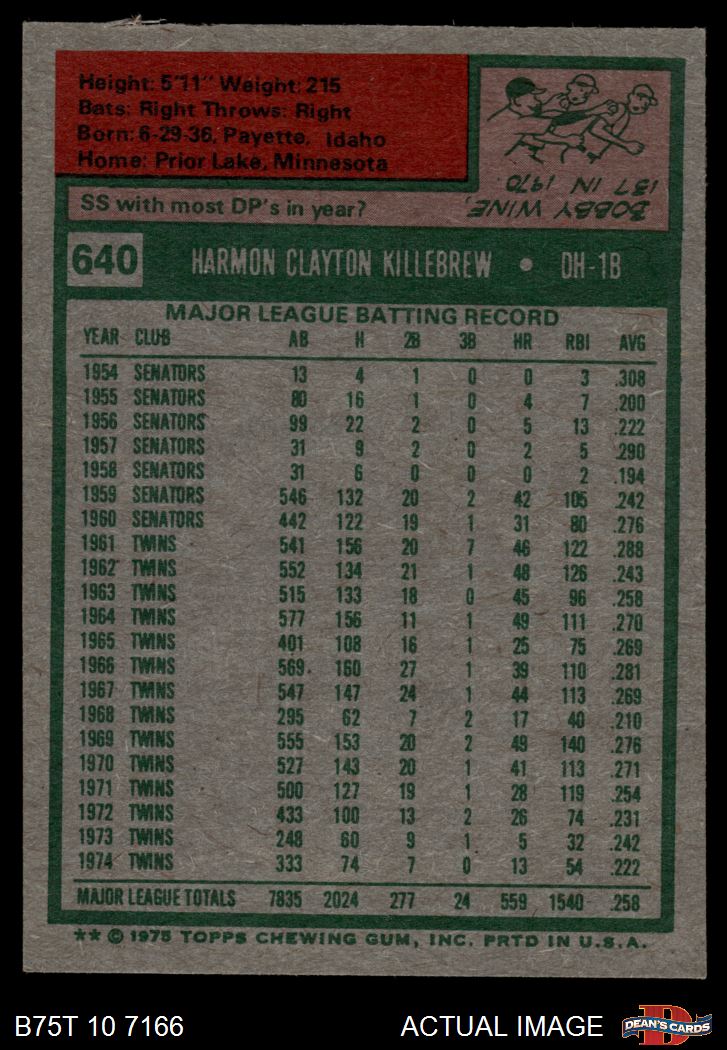 Height: 5'11" Weight: 215
Bats: Right Throws: Right
Born: 6-29-36, Payette, Idaho
Home: Prior Lake, Minnesota
SS with most DP's in year?
BOBBY WINE,
137 IN 1970.
640 HARMON CLAYTON KILLEBREW • DH-1B
MAJOR LEAGUE BATTING RECORD
YEAR CLUB AB H 2B 3B HR RBI AVG
1954 SENATORS 13 4 1 0 0 3 .308
1955 SENATORS 80 16 1 0 4 7 .200
1956 SENATORS 99 22 2 0 5 13 .222
1957 SENATORS 31 9 2 0 2 5 .290
1958 SENATORS 31 6 0 0 0 2 .194
1959 SENATORS 546 132 20 2 42 105 .242
1960 SENATORS 442 122 19 1 31 80 .276
1961 TWINS 541 156 20 7 46 122 .288
1962 TWINS 552 134 21 1 48 126 .243
1963 TWINS 515 133 18 0 45 96 .258
1964 TWINS 577 156 11 1 49 111 .270
1965 TWINS 401 108 16 1 25 75 .269
1966 TWINS 569 160 27 1 39 110 .281
1967 TWINS 547 147 24 1 44 113 .269
1968 TWINS 295 62 7 2 17 40 .210
1969 TWINS 555 153 20 2 49 140 .276
1970 TWINS 527 143 20 1 41 113 .271
1971 TWINS 500 127 19 1 28 119 .254
1972 TWINS 433 100 13 2 26 74 .231
1973 TWINS 248 60 9 1 5 32 .242
1974 TWINS 333 74 7 0 13 54 .222
MAJOR LEAGUE TOTALS 7835 2024 277 24 559 1540 .258
** © 1975 TOPPS CHEWING GUM, INC. PRTD IN U.S.A.
B75T 10 7166 ACTUAL IMAGE
D
DEAN'S CARDS